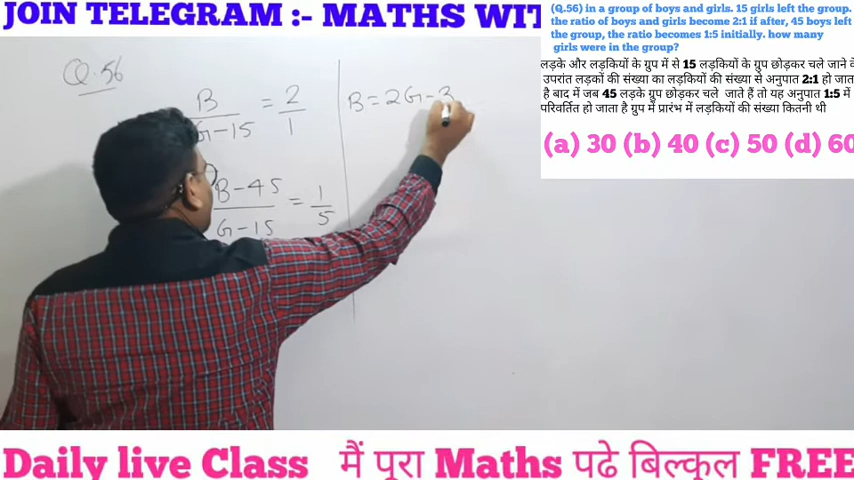 JOIN TELEGRAM :- MATHS WIT
(Q.56) in a group of boys and girls. 15 girls left the group.
the ratio of boys and girls become 2:1 if after, 45 boys left
the group, the ratio becomes 1:5 initially. how many
girls were in the group?
लड़के और लड़कियों के ग्रुप में से 15 लड़कियों के ग्रुप छोड़कर चले जाने के
उपरांत लड़कों की संख्या का लड़कियों की संख्या से अनुपात 2:1 हो जात
है बाद में जब 45 लड़के ग्रुप छोड़कर चले जाते हैं तो यह अनुपात 1:5 में
परिवर्तित हो जाता है ग्रुप में प्रारंभ में लड़कियों की संख्या कितनी थी
(a) 30 (b) 40 (c) 50 (d) 60
Q.56
B/G-15 = 2/1
B-45/G-15 = 1/5
B=2G-3
Daily live Class मैं पूरा Maths पढे बिल्कुल FREE